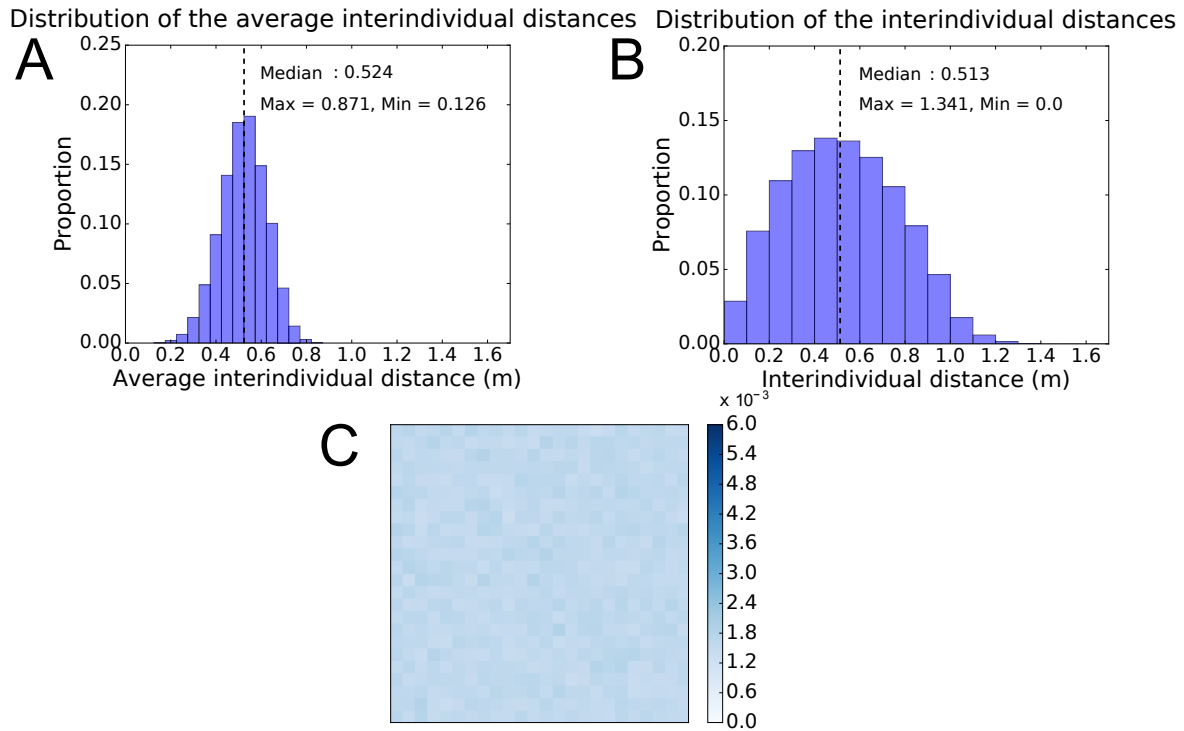 Distribution of the average interindividual distances
A
0.25
0.20
0.15
0.10
0.05
0.00
Proportion
Median : 0.524
Max = 0.871, Min = 0.126
0.0 0.2 0.4 0.6 0.8 1.0 1.2 1.4 1.6
Average interindividual distance (m)
Distribution of the interindividual distances
B
0.20
0.15
0.10
0.05
0.00
Proportion
Median : 0.513
Max = 1.341, Min = 0.0
0.0 0.2 0.4 0.6 0.8 1.0 1.2 1.4 1.6
Interindividual distance (m)
C
x 10⁻³
6.0
5.4
4.8
4.2
3.6
3.0
2.4
1.8
1.2
0.6
0.0